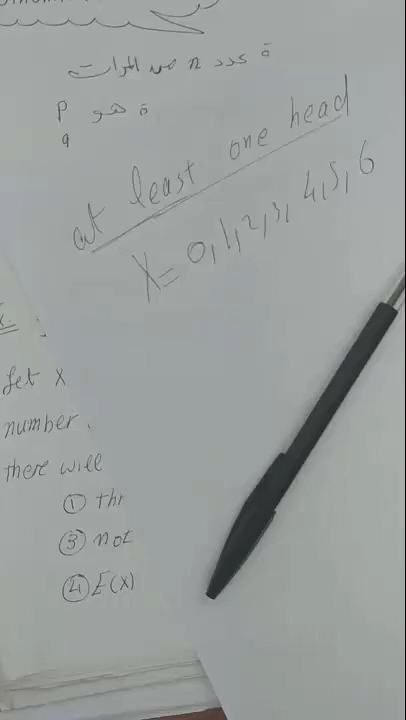 ة عدد n من المرات
ة هو P
q
at least one head
X = 0, 1, 2, 3, 4, 5, 6
Let X
number.
there will
① thr
③ not
④ E(X)